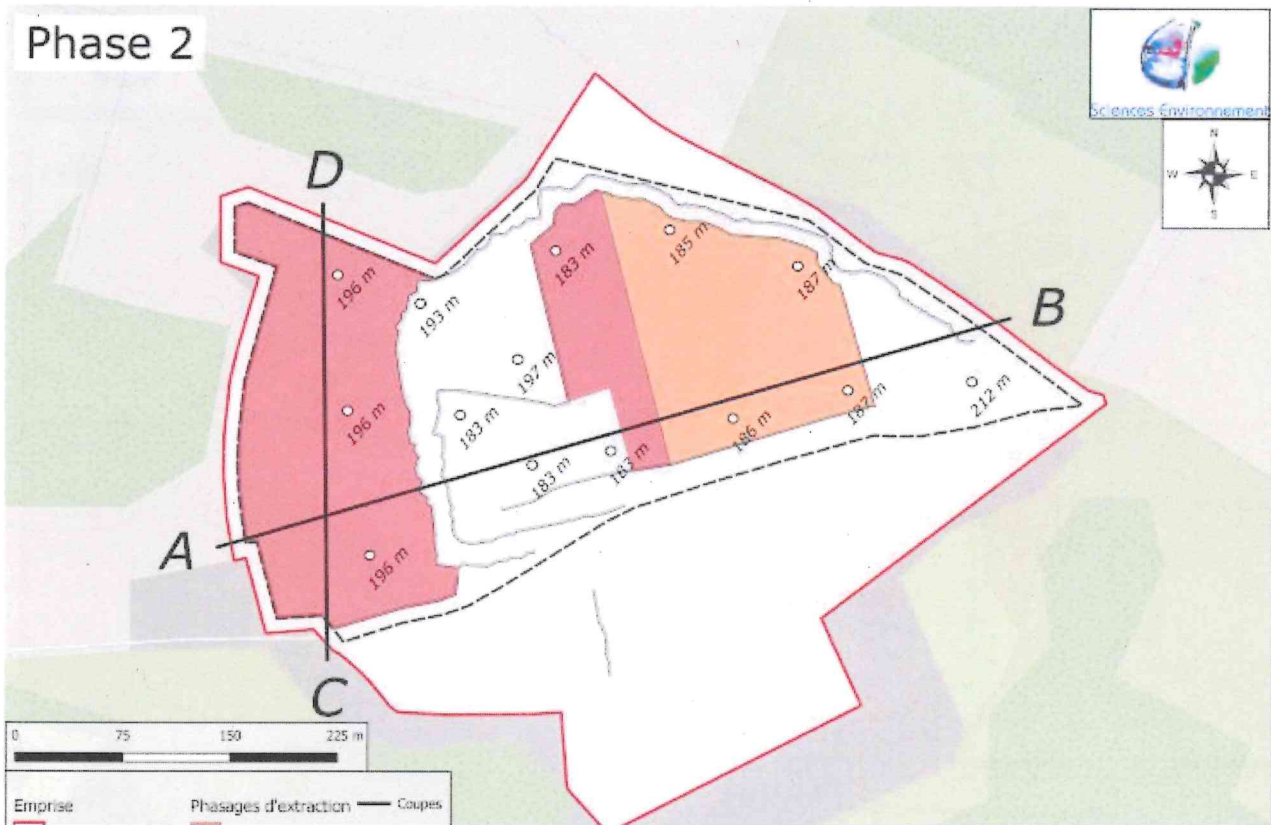 Phase 2
Sciences Environnement
N
W E
S
D
196 m
193 m
183 m
185 m
187 m
B
197 m
196 m
183 m
186 m
187 m
212 m
183 m
183 m
A
196 m
C
0 75 150 225 m
Emprise Phasages d'extraction Coupes